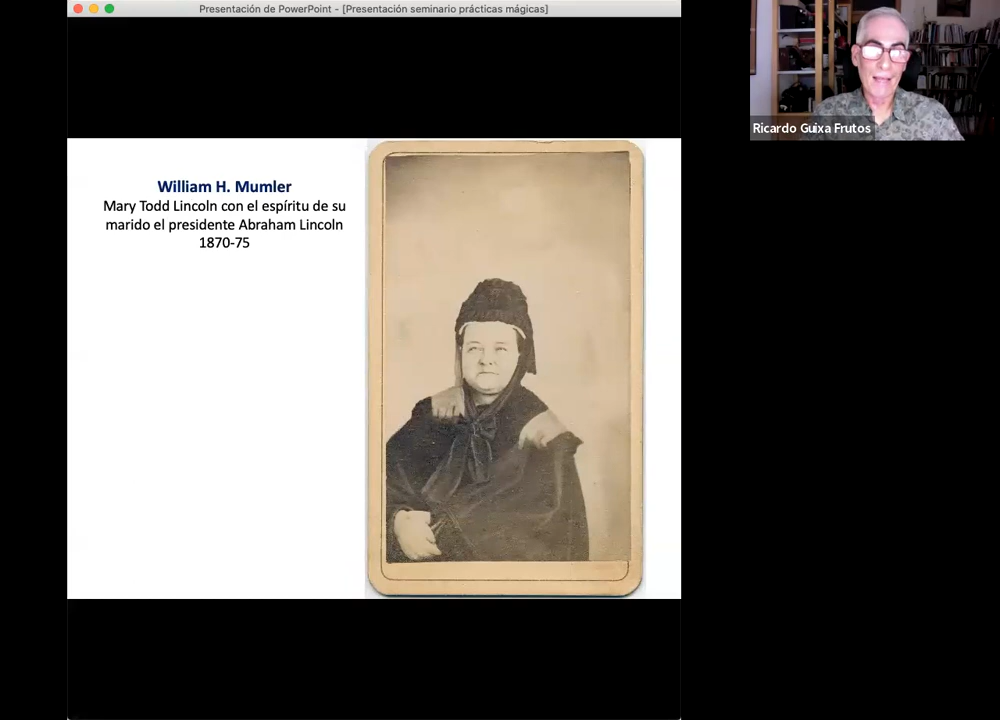 Presentación de PowerPoint - [Presentación seminario prácticas mágicas]
William H. Mumler
Mary Todd Lincoln con el espíritu de su
marido el presidente Abraham Lincoln
1870-75
Ricardo Guixa Frutos